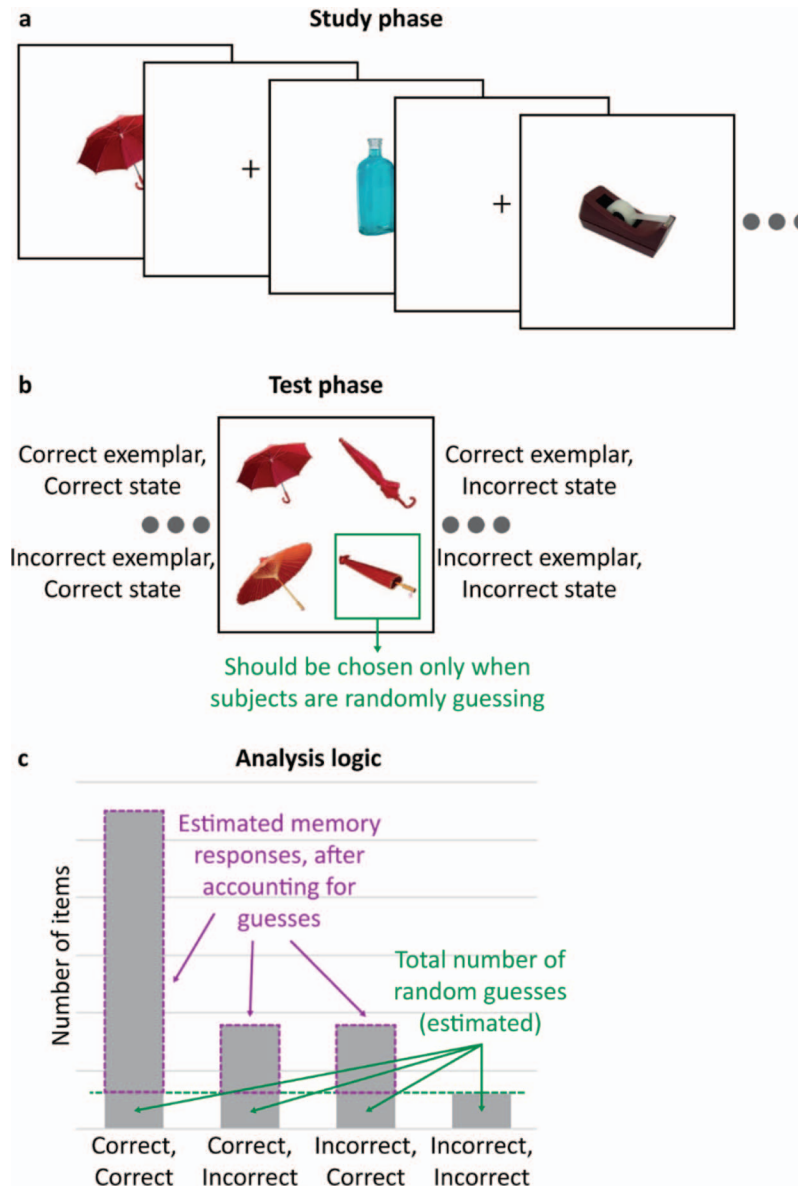 a
Study phase
+
+
b
Test phase
Correct exemplar,
Correct state
Correct exemplar,
Incorrect state
Incorrect exemplar,
Correct state
Incorrect exemplar,
Incorrect state
Should be chosen only when
subjects are randomly guessing
c
Analysis logic
Number of items
Estimated memory
responses, after
accounting for
guesses
Total number of
random guesses
(estimated)
Correct,
Correct
Correct,
Incorrect
Incorrect,
Correct
Incorrect,
Incorrect